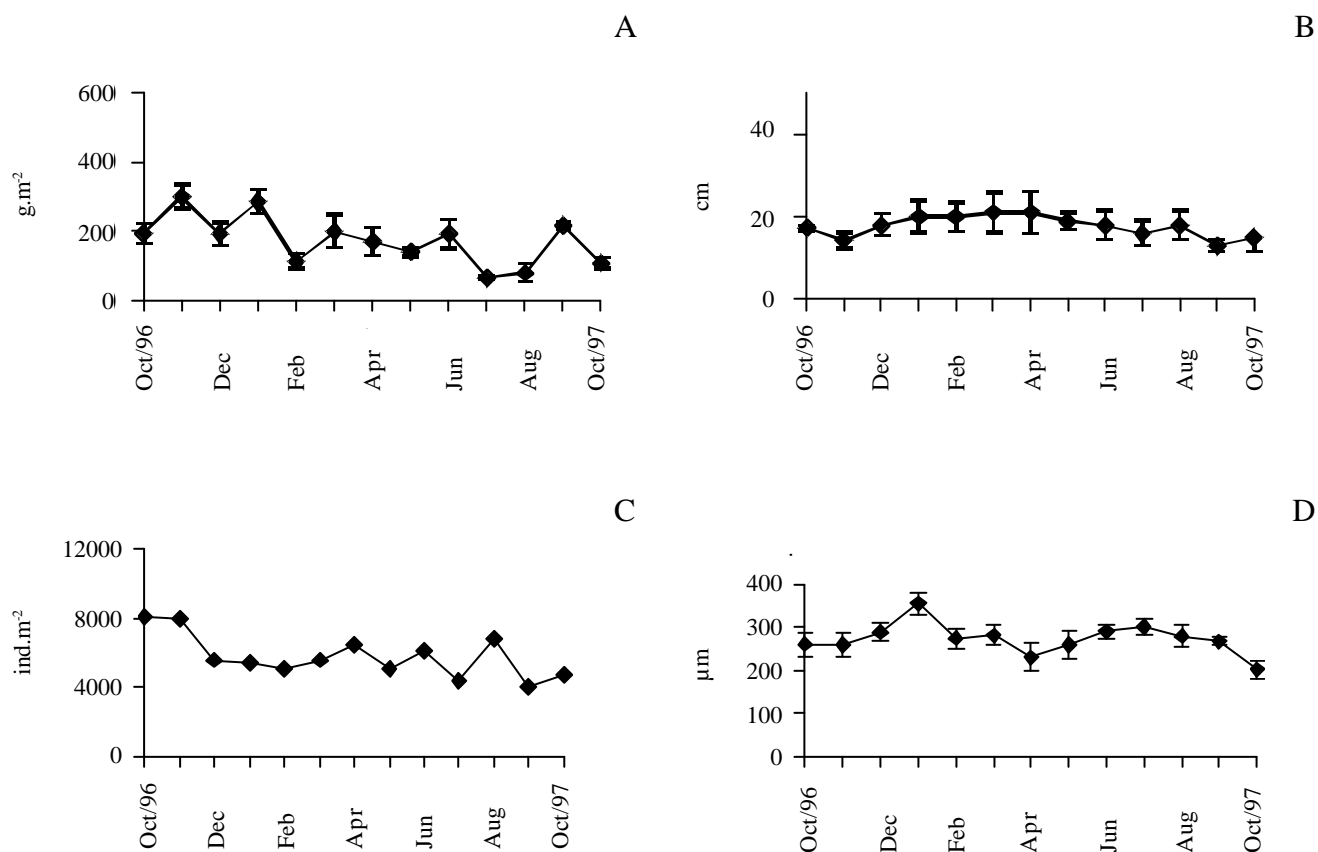 A
600
400
200
0
g.m-2
Oct/96
Dec
Feb
Apr
Jun
Aug
Oct/97
B
40
20
0
cm
Oct/96
Dec
Feb
Apr
Jun
Aug
Oct/97
C
12000
8000
4000
0
ind.m-2
Oct/96
Dec
Feb
Apr
Jun
Aug
Oct/97
D
400
300
200
100
0
µm
Oct/96
Dec
Feb
Apr
Jun
Aug
Oct/97